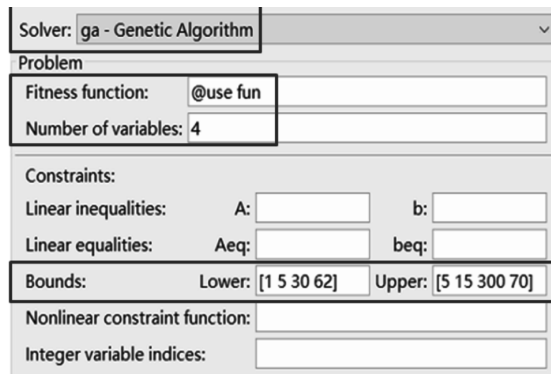 Solver: ga - Genetic Algorithm
Problem
Fitness function: @use fun
Number of variables: 4
Constraints:
Linear inequalities: A: b:
Linear equalities: Aeq: beq:
Bounds: Lower: [1 5 30 62] Upper: [5 15 300 70]
Nonlinear constraint function:
Integer variable indices: